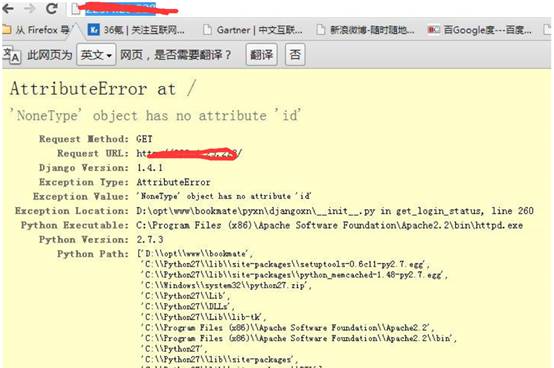 从 Firefox 导
36氪 | 关注互联网...
Gartner | 中文互联...
新浪微博-随时随地...
百Google度---百度...
此网页为 英文 网页，是否需要翻译？ 翻译 否
AttributeError at /
'NoneType' object has no attribute 'id'
Request Method: GET
Request URL: /
Django Version: 1.4.1
Exception Type: AttributeError
Exception Value: 'NoneType' object has no attribute 'id'
Exception Location: D:\opt\www\bookmate\pyxn\djangoxn\__init__.py in get_login_status, line 260
Python Executable: C:\Program Files (x86)\Apache Software Foundation\Apache2.2\bin\httpd.exe
Python Version: 2.7.3
Python Path: ['D:\\opt\\www\\bookmate',
'C:\\Python27\\lib\\site-packages\\setuptools-0.6c11-py2.7.egg',
'C:\\Python27\\lib\\site-packages\\python_memcached-1.48-py2.7.egg',
'C:\\Windows\\system32\\python27.zip',
'C:\\Python27\\Lib',
'C:\\Python27\\DLLs',
'C:\\Python27\\Lib\\lib-tk',
'C:\\Program Files (x86)\\Apache Software Foundation\\Apache2.2',
'C:\\Program Files (x86)\\Apache Software Foundation\\Apache2.2\\bin',
'C:\\Python27',
'C:\\Python27\\lib\\site-packages',